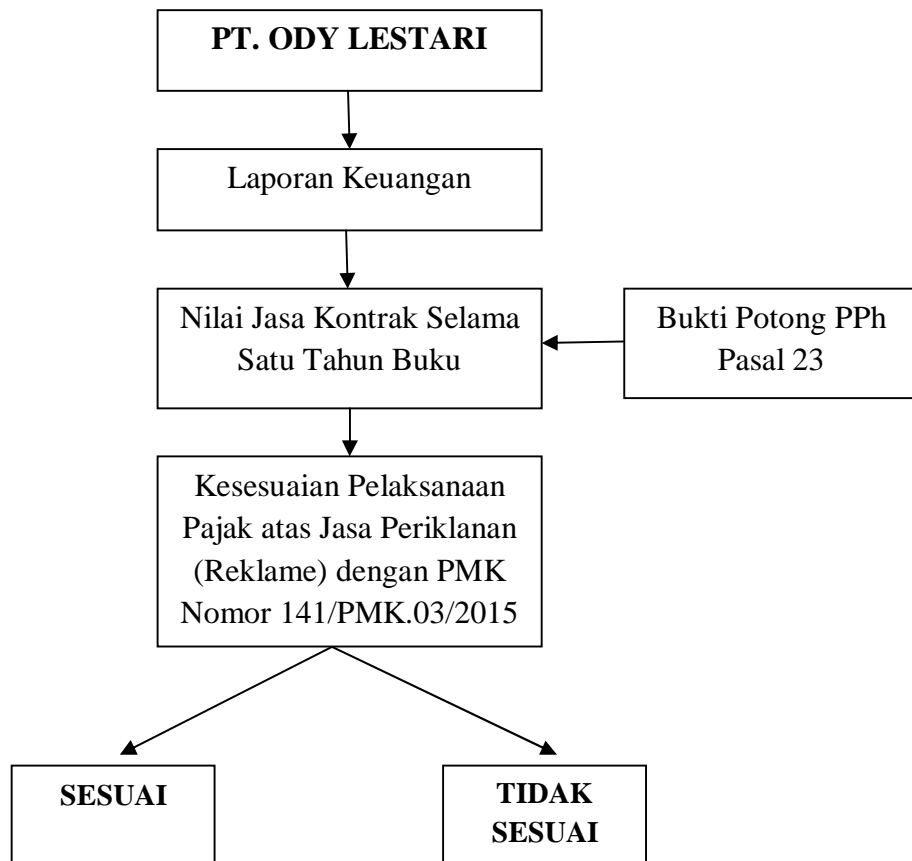 PT. ODY LESTARI
Laporan Keuangan
Nilai Jasa Kontrak Selama
Satu Tahun Buku
Bukti Potong PPh
Pasal 23
Kesesuaian Pelaksanaan
Pajak atas Jasa Periklanan
(Reklame) dengan PMK
Nomor 141/PMK.03/2015
SESUAI
TIDAK
SESUAI